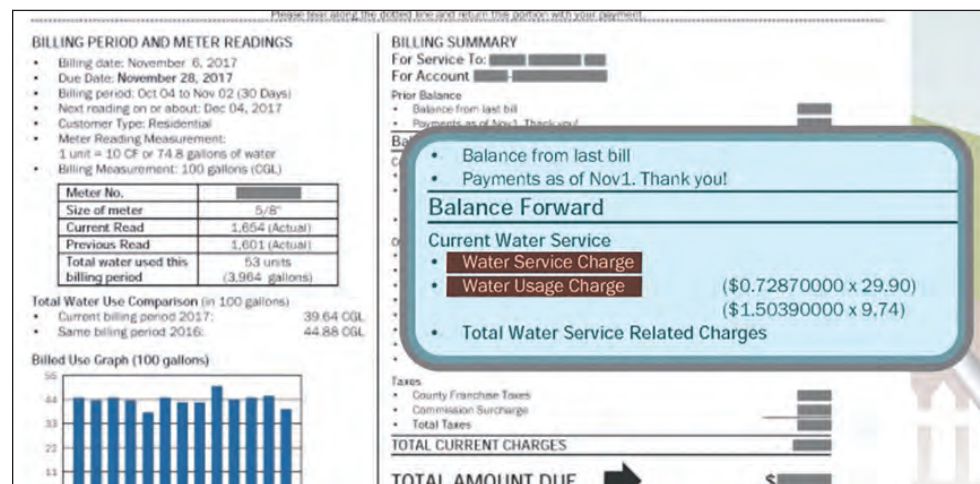 Please tear along the dotted line and return this portion with your payment.
BILLING PERIOD AND METER READINGS
• Billing date: November 6, 2017
• Due Date: November 28, 2017
• Billing period: Oct 04 to Nov 02 (30 Days)
• Next reading on or about: Dec 04, 2017
• Customer Type: Residential
• Meter Reading Measurement:
1 unit = 10 CF or 74.8 gallons of water
• Billing Measurement: 100 gallons (CGL)
Meter No.
Size of meter 5/8"
Current Read 1,654 (Actual)
Previous Read 1,601 (Actual)
Total water used this billing period 53 units (3,964 gallons)
Total Water Use Comparison (in 100 gallons)
• Current billing period 2017: 39.64 CGL
• Same billing period 2016: 44.88 CGL
Billed Use Graph (100 gallons)
55
44
33
22
11
BILLING SUMMARY
For Service To:
For Account
Prior Balance
• Balance from last bill
• Payments as of Nov1. Thank you!
• Balance from last bill
• Payments as of Nov1. Thank you!
Balance Forward
Current Water Service
• Water Service Charge
• Water Usage Charge ($0.72870000 x 29.90)
($1.50390000 x 9.74)
• Total Water Service Related Charges
Taxes
• County Franchise Taxes
• Commission Surcharge
• Total Taxes
TOTAL CURRENT CHARGES
TOTAL AMOUNT DUE $